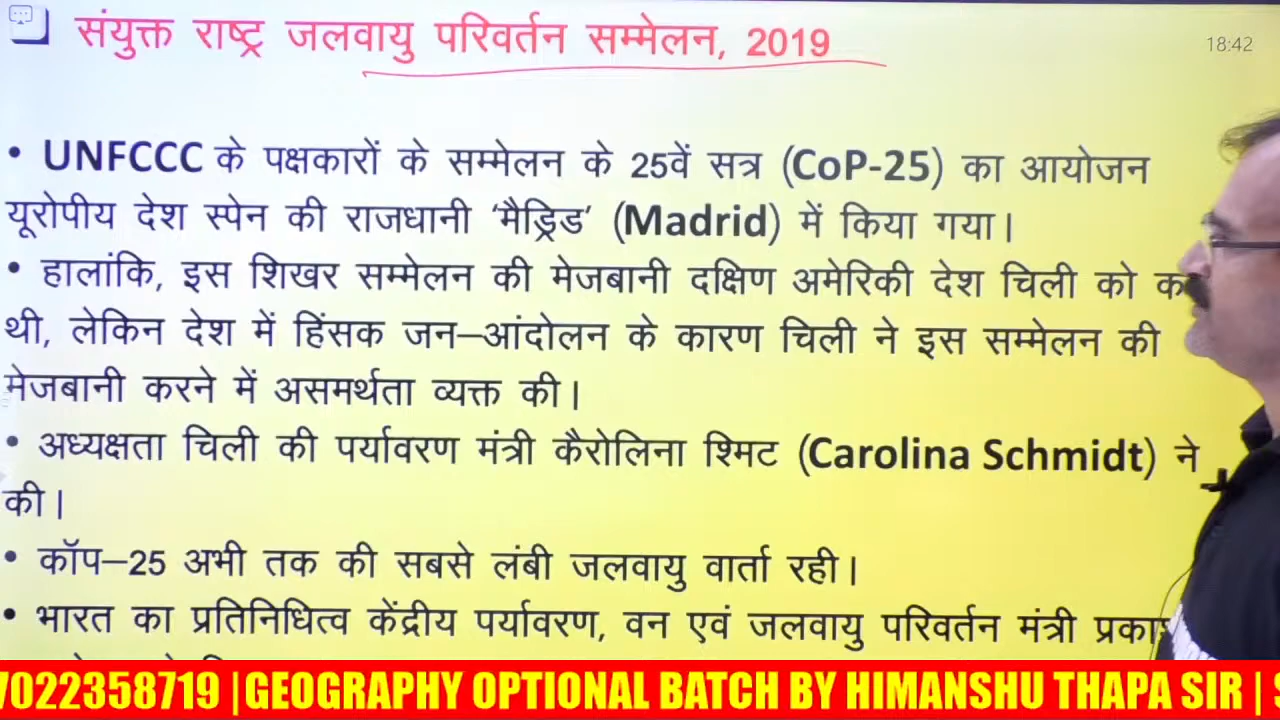 संयुक्त राष्ट्र जलवायु परिवर्तन सम्मेलन, 2019
18:42
• UNFCCC के पक्षकारों के सम्मेलन के 25वें सत्र (CoP-25) का आयोजन
यूरोपीय देश स्पेन की राजधानी ‘मैड्रिड’ (Madrid) में किया गया।
• हालांकि, इस शिखर सम्मेलन की मेजबानी दक्षिण अमेरिकी देश चिली को
थी, लेकिन देश में हिंसक जन–आंदोलन के कारण चिली ने इस सम्मेलन की
मेजबानी करने में असमर्थता व्यक्त की।
• अध्यक्षता चिली की पर्यावरण मंत्री कैरोलिना श्मिट (Carolina Schmidt) ने
की।
• कॉप–25 अभी तक की सबसे लंबी जलवायु वार्ता रही।
• भारत का प्रतिनिधित्व केंद्रीय पर्यावरण, वन एवं जलवायु परिवर्तन मंत्री
7022358719 | GEOGRAPHY OPTIONAL BATCH BY HIMANSHU THAPA SIR |